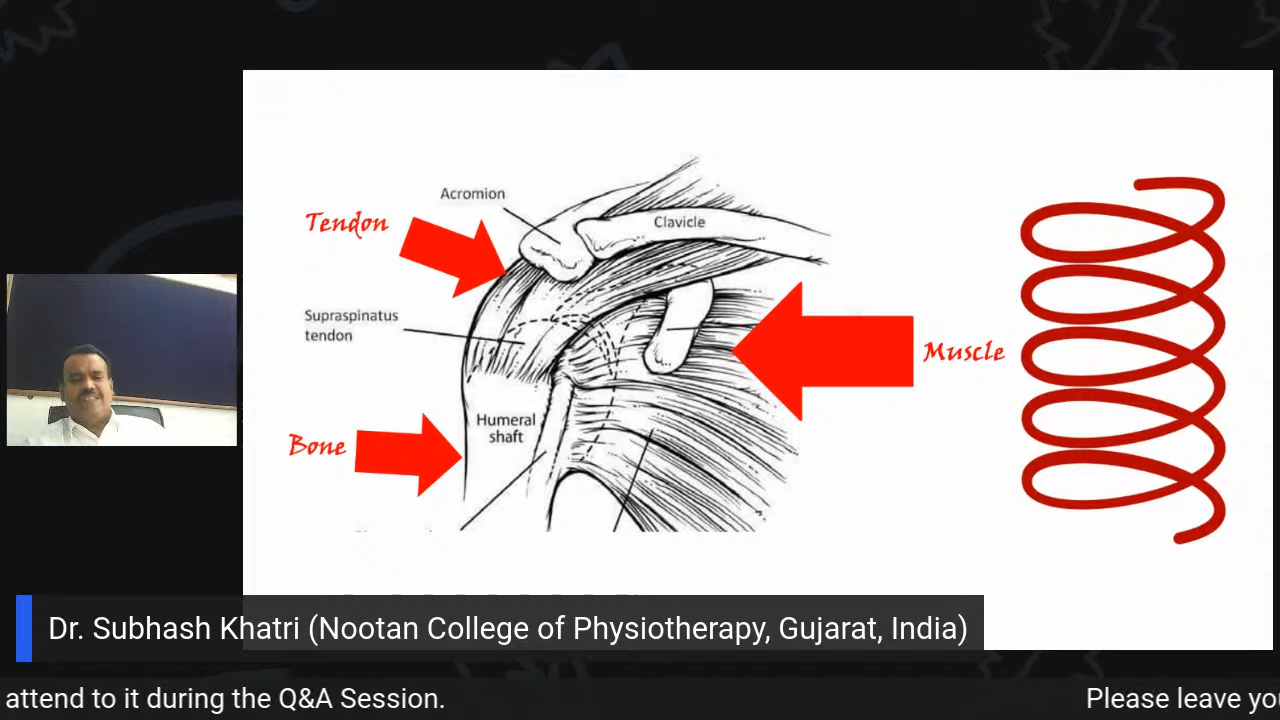 Acromion
Tendon
Clavicle
Supraspinatus
tendon
Muscle
Humeral
shaft
Bone
Dr. Subhash Khatri (Nootan College of Physiotherapy, Gujarat, India)
attend to it during the Q&A Session.
Please leave